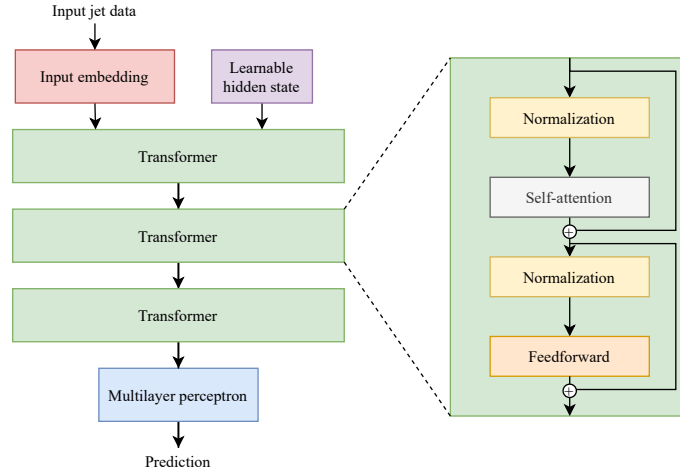 Input jet data
Input embedding
Learnable
hidden state
Transformer
Transformer
Transformer
Multilayer perceptron
Prediction
Normalization
Self-attention
Normalization
Feedforward